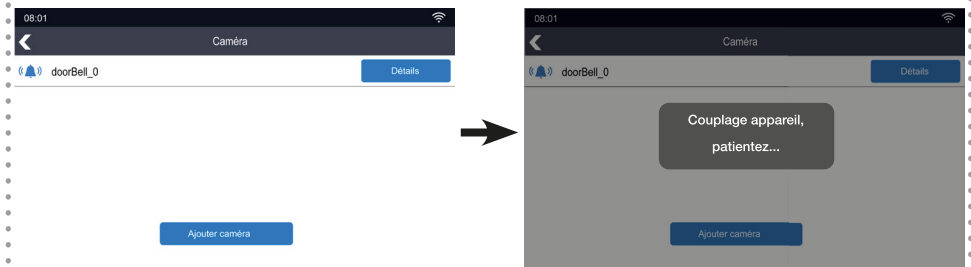 08:01
Caméra
doorBell_0
Détails
Ajouter caméra
08:01
Caméra
doorBell_0
Détails
Couplage appareil,
patientez...
Ajouter caméra